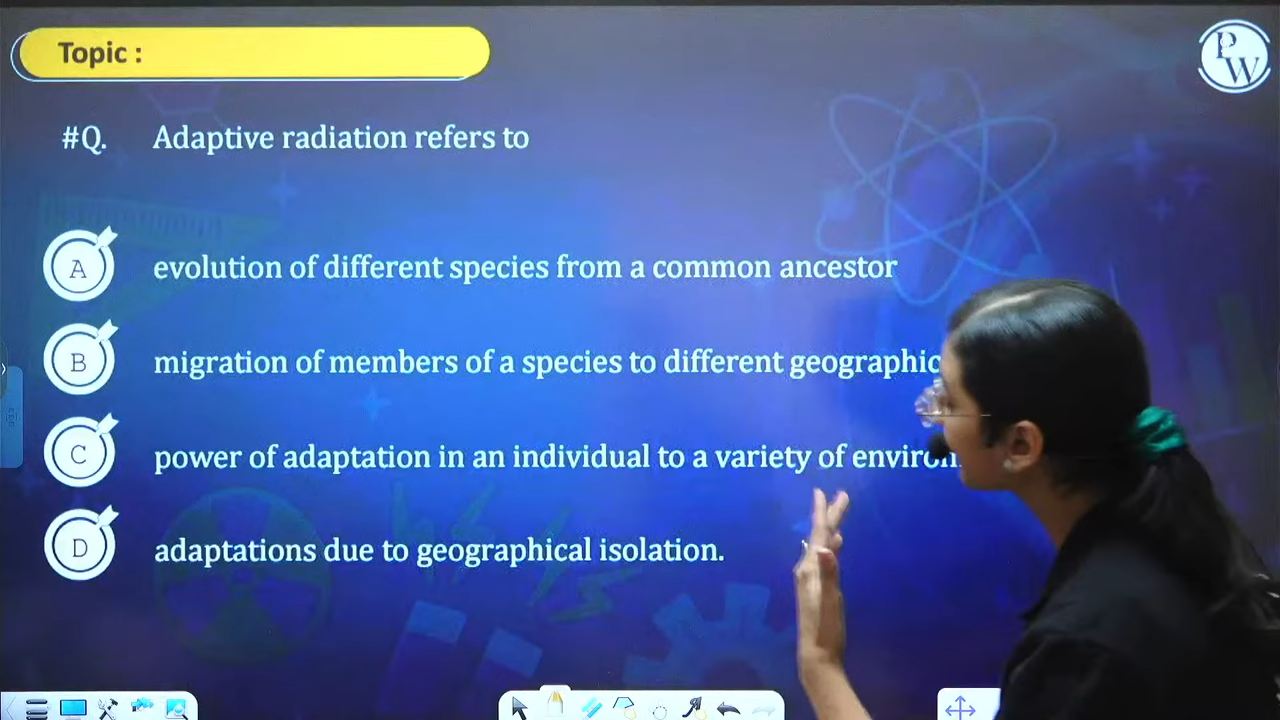 Topic :
PW
#Q. Adaptive radiation refers to
A evolution of different species from a common ancestor
B migration of members of a species to different geographic
C power of adaptation in an individual to a variety of
D adaptations due to geographical isolation.